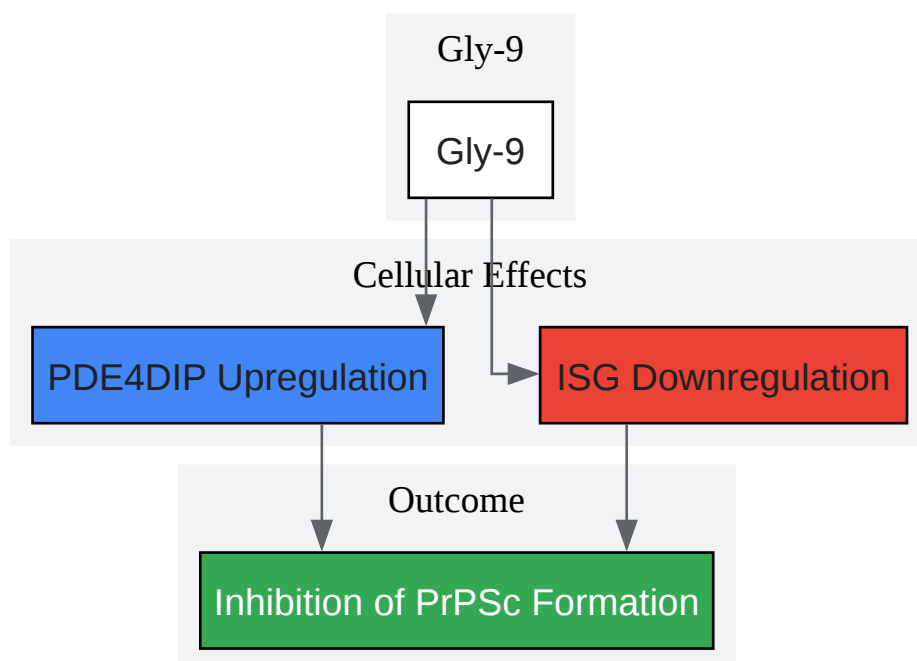 Gly-9
Gly-9
Cellular Effects
PDE4DIP Upregulation
ISG Downregulation
Outcome
Inhibition of PrPSc Formation